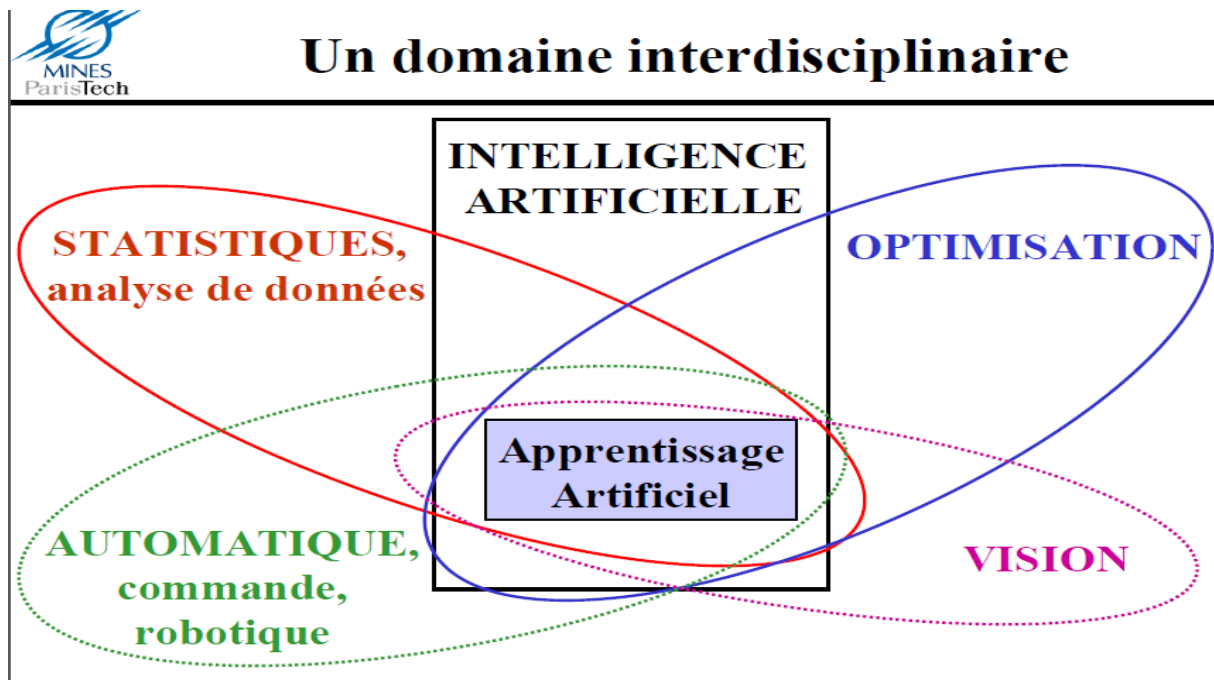 MINES
ParisTech
Un domaine interdisciplinaire
INTELLIGENCE
ARTIFICIELLE
STATISTIQUES,
analyse de données
OPTIMISATION
Apprentissage
Artificiel
AUTOMATIQUE,
commande,
robotique
VISION